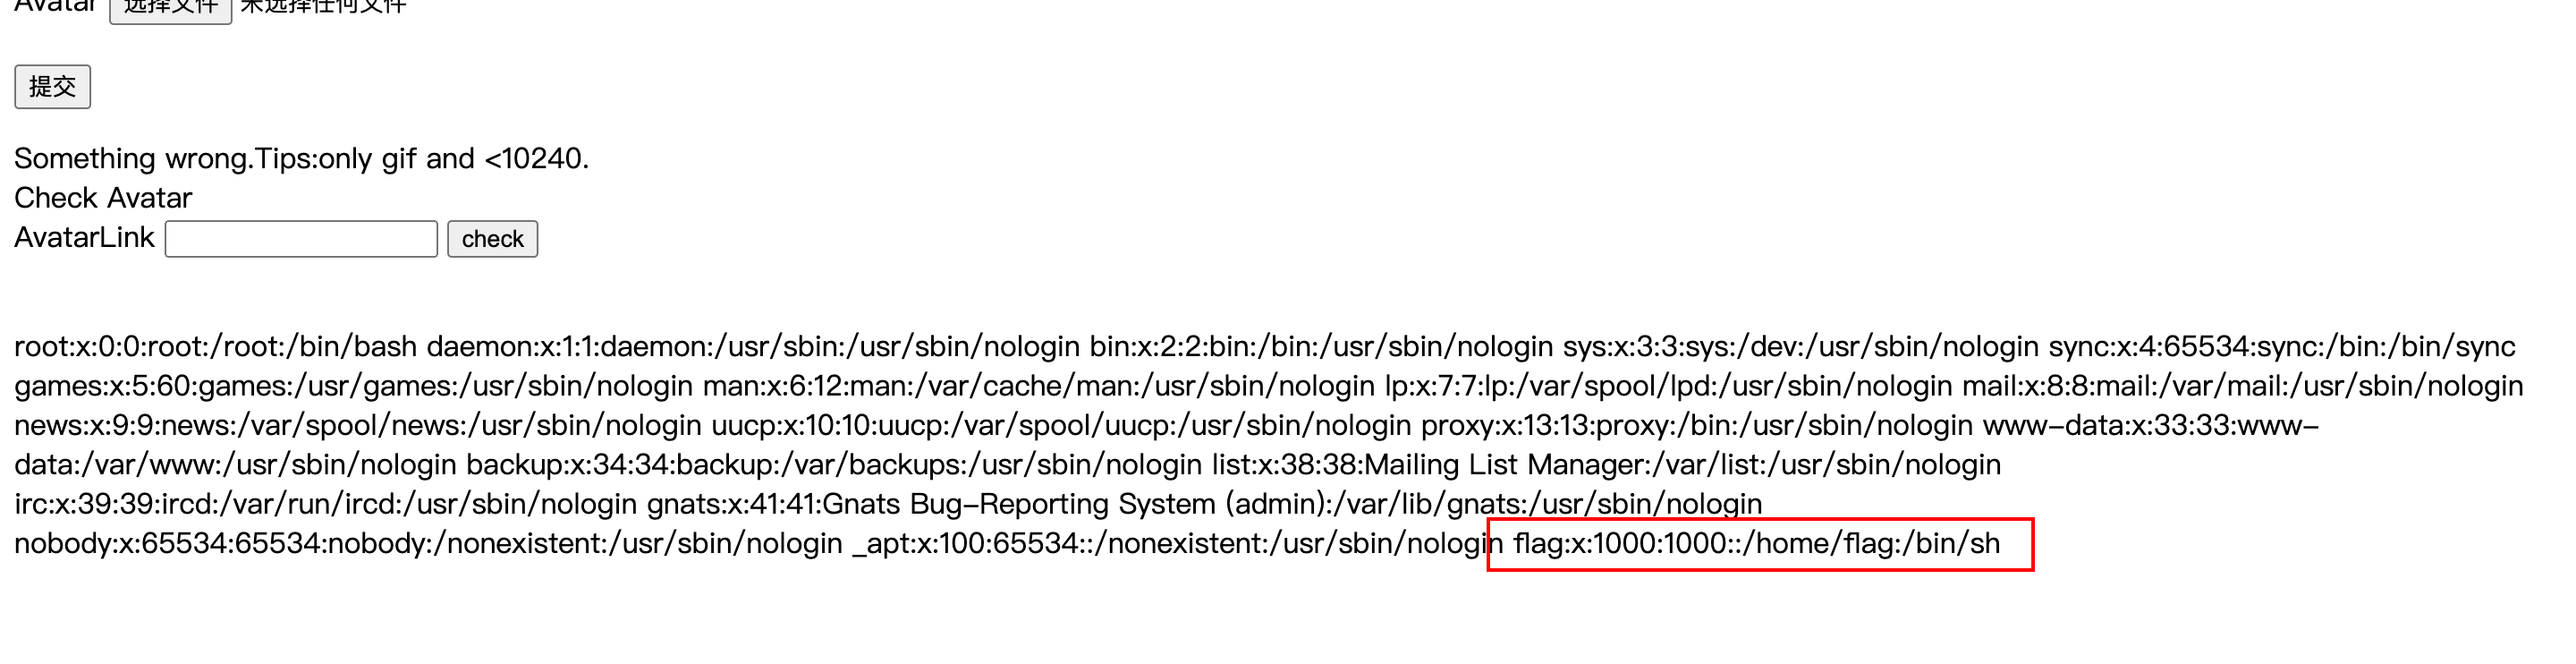 Avatar 选择文件 未选择任何文件
提交
Something wrong.Tips:only gif and <10240.
Check Avatar
AvatarLink check
root:x:0:0:root:/root:/bin/bash daemon:x:1:1:daemon:/usr/sbin:/usr/sbin/nologin bin:x:2:2:bin:/bin:/usr/sbin/nologin sys:x:3:3:sys:/dev:/usr/sbin/nologin sync:x:4:65534:sync:/bin:/bin/sync
games:x:5:60:games:/usr/games:/usr/sbin/nologin man:x:6:12:man:/var/cache/man:/usr/sbin/nologin lp:x:7:7:lp:/var/spool/lpd:/usr/sbin/nologin mail:x:8:8:mail:/var/mail:/usr/sbin/nologin
news:x:9:9:news:/var/spool/news:/usr/sbin/nologin uucp:x:10:10:uucp:/var/spool/uucp:/usr/sbin/nologin proxy:x:13:13:proxy:/bin:/usr/sbin/nologin www-data:x:33:33:www-
data:/var/www:/usr/sbin/nologin backup:x:34:34:backup:/var/backups:/usr/sbin/nologin list:x:38:38:Mailing List Manager:/var/list:/usr/sbin/nologin
irc:x:39:39:ircd:/var/run/ircd:/usr/sbin/nologin gnats:x:41:41:Gnats Bug-Reporting System (admin):/var/lib/gnats:/usr/sbin/nologin
nobody:x:65534:65534:nobody:/nonexistent:/usr/sbin/nologin _apt:x:100:65534::/nonexistent:/usr/sbin/nologin flag:x:1000:1000::/home/flag:/bin/sh